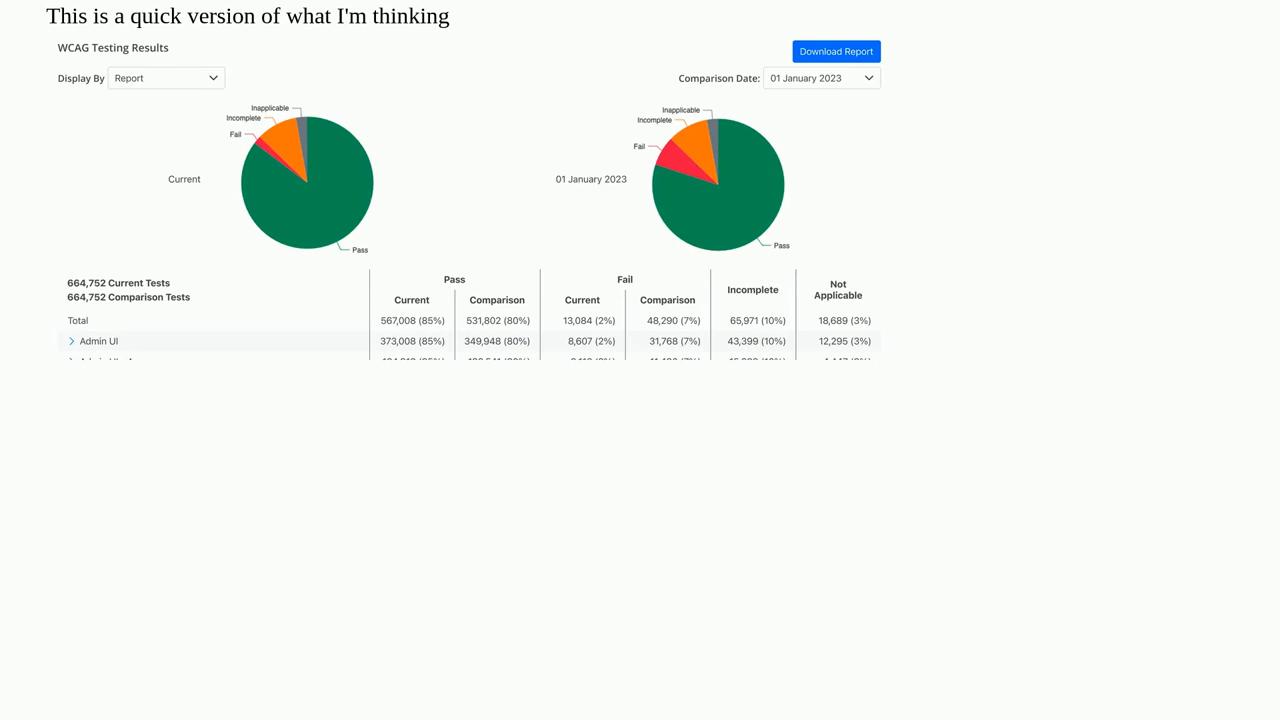 This is a quick version of what I'm thinking
WCAG Testing Results
Download Report
Display By Report
Comparison Date: 01 January 2023
Inapplicable
Incomplete
Fail
Current
Pass
Inapplicable
Incomplete
Fail
01 January 2023
Pass
664,752 Current Tests
664,752 Comparison Tests
Pass Fail Incomplete Not Applicable
Current Comparison Current Comparison
Total 567,008 (85%) 531,802 (80%) 13,084 (2%) 48,290 (7%) 65,971 (10%) 18,689 (3%)
Admin UI 373,008 (85%) 349,948 (80%) 8,607 (2%) 31,768 (7%) 43,399 (10%) 12,295 (3%)